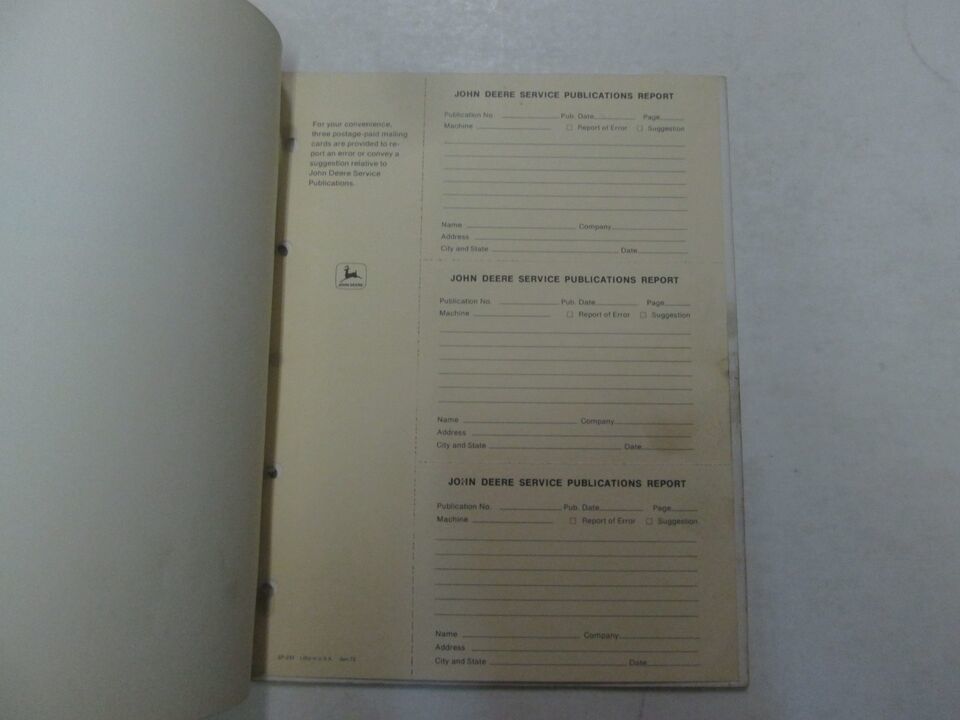 For your convenience,
three postage-paid mailing
cards are provided to re-
port an error or convey a
suggestion relative to
John Deere Service
Publications.
JOHN DEERE
JOHN DEERE SERVICE PUBLICATIONS REPORT
Publication No. Pub. Date Page
Machine Report of Error Suggestion
Name Company
Address
City and State Date
JOHN DEERE SERVICE PUBLICATIONS REPORT
Publication No. Pub. Date Page
Machine Report of Error Suggestion
Name Company
Address
City and State Date
JOHN DEERE SERVICE PUBLICATIONS REPORT
Publication No. Pub. Date Page
Machine Report of Error Suggestion
Name Company
Address
City and State Date
Litho in U.S.A.